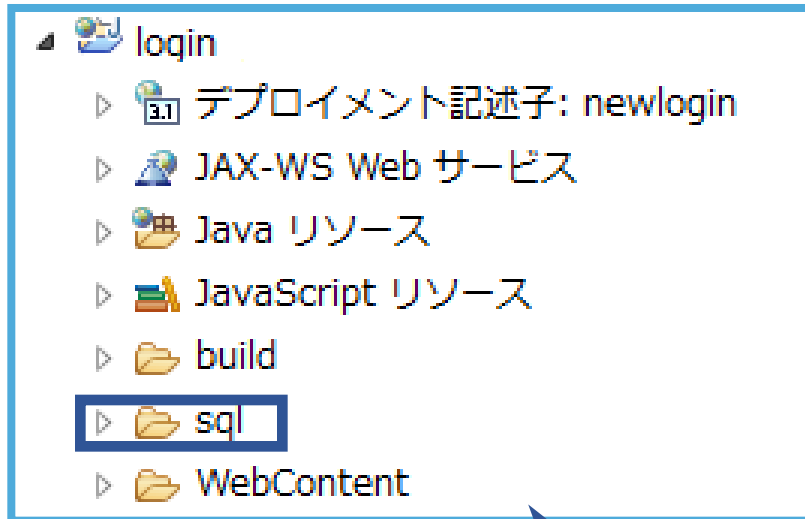 login
デプロイメント記述子: newlogin
JAX-WS Web サービス
Java リソース
JavaScript リソース
build
sql
WebContent